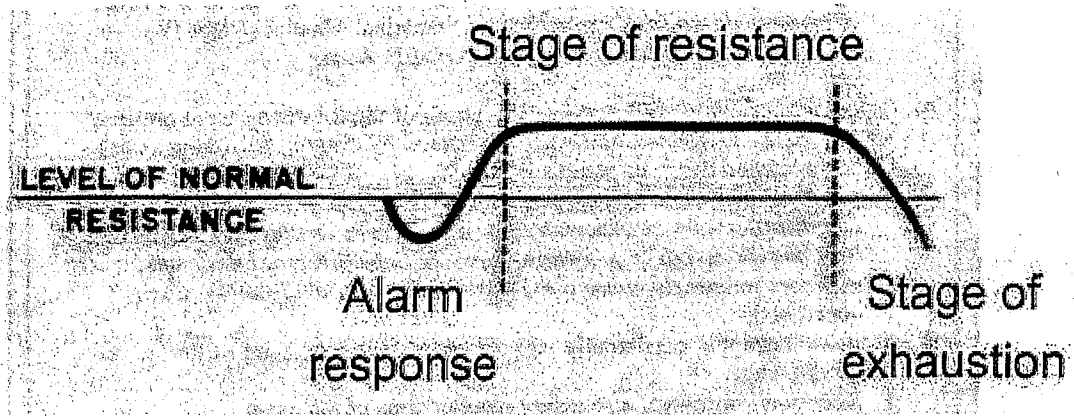 Stage of resistance
LEVEL OF NORMAL
RESISTANCE
Alarm
response
Stage of
exhaustion